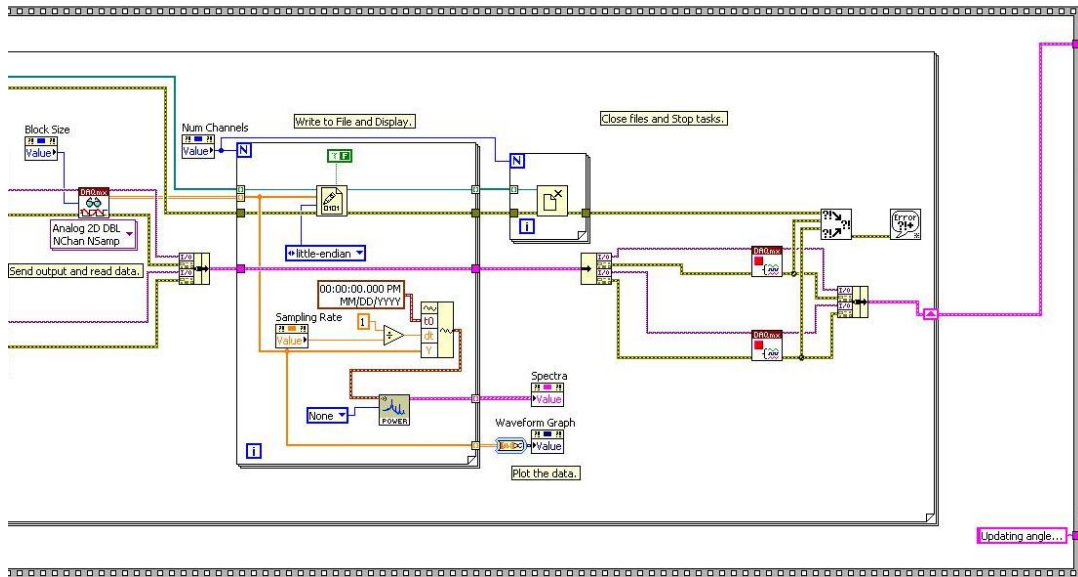 Block Size
Value
Num Channels
Value
Write to File and Display.
Close files and Stop tasks.
N
N
DAQmx
Analog 2D DBL
NChan NSamp
F
0101
i
Error
little-endian
Send output and read data.
I/O
I/O
I/O
I/O
DAQmx
I/O
I/O
00:00:00.000 PM
MM/DD/YYYY
Sampling Rate
Value
1
t0
dt
Y
DAQmx
Spectra
Value
None
POWER
Waveform Graph
Value
i
Plot the data.
Updating angle...